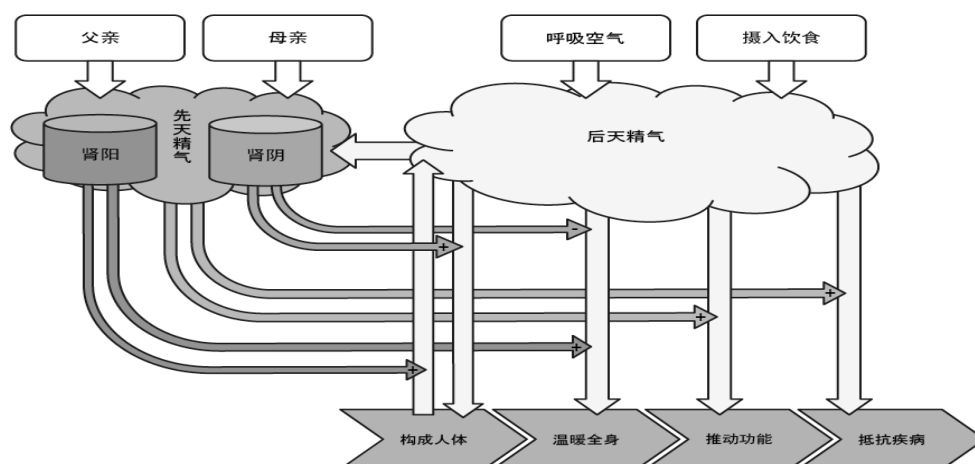 父亲
母亲
呼吸空气
摄入饮食
先天精气
肾阳
肾阴
后天精气
-
+
+
+
+
+
构成人体
温暖全身
推动功能
抵抗疾病